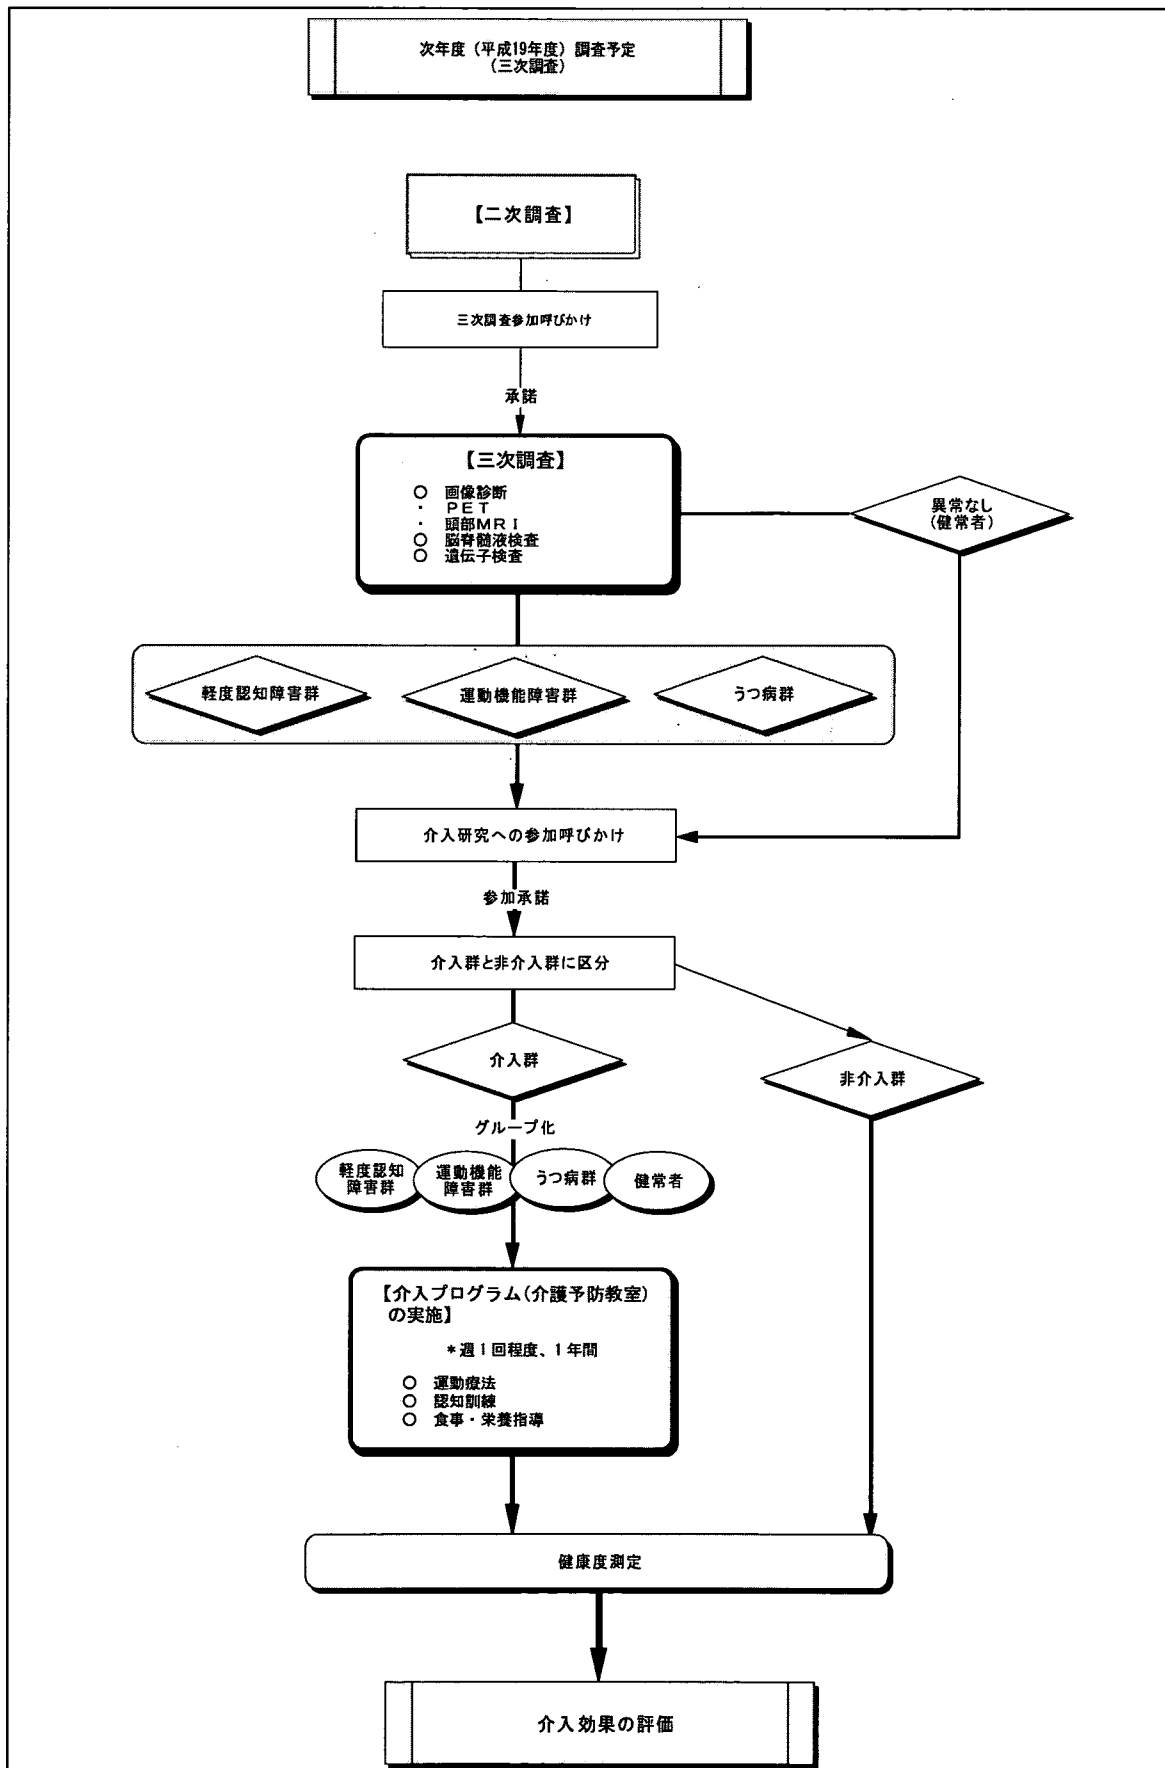 次年度（平成19年度）調査予定
（三次調査）
【二次調査】
三次調査参加呼びかけ
承諾
【三次調査】
○ 画像診断
・ ＰＥＴ
・ 頭部ＭＲＩ
○ 脳脊髄液検査
○ 遺伝子検査
異常なし
（健常者）
軽度認知障害群
運動機能障害群
うつ病群
介入研究への参加呼びかけ
参加承諾
介入群と非介入群に区分
介入群
非介入群
グループ化
軽度認知
障害群
運動機能
障害群
うつ病群
健常者
【介入プログラム（介護予防教室）
の実施】
＊週１回程度、１年間
○ 運動療法
○ 認知訓練
○ 食事・栄養指導
健康度測定
介入効果の評価